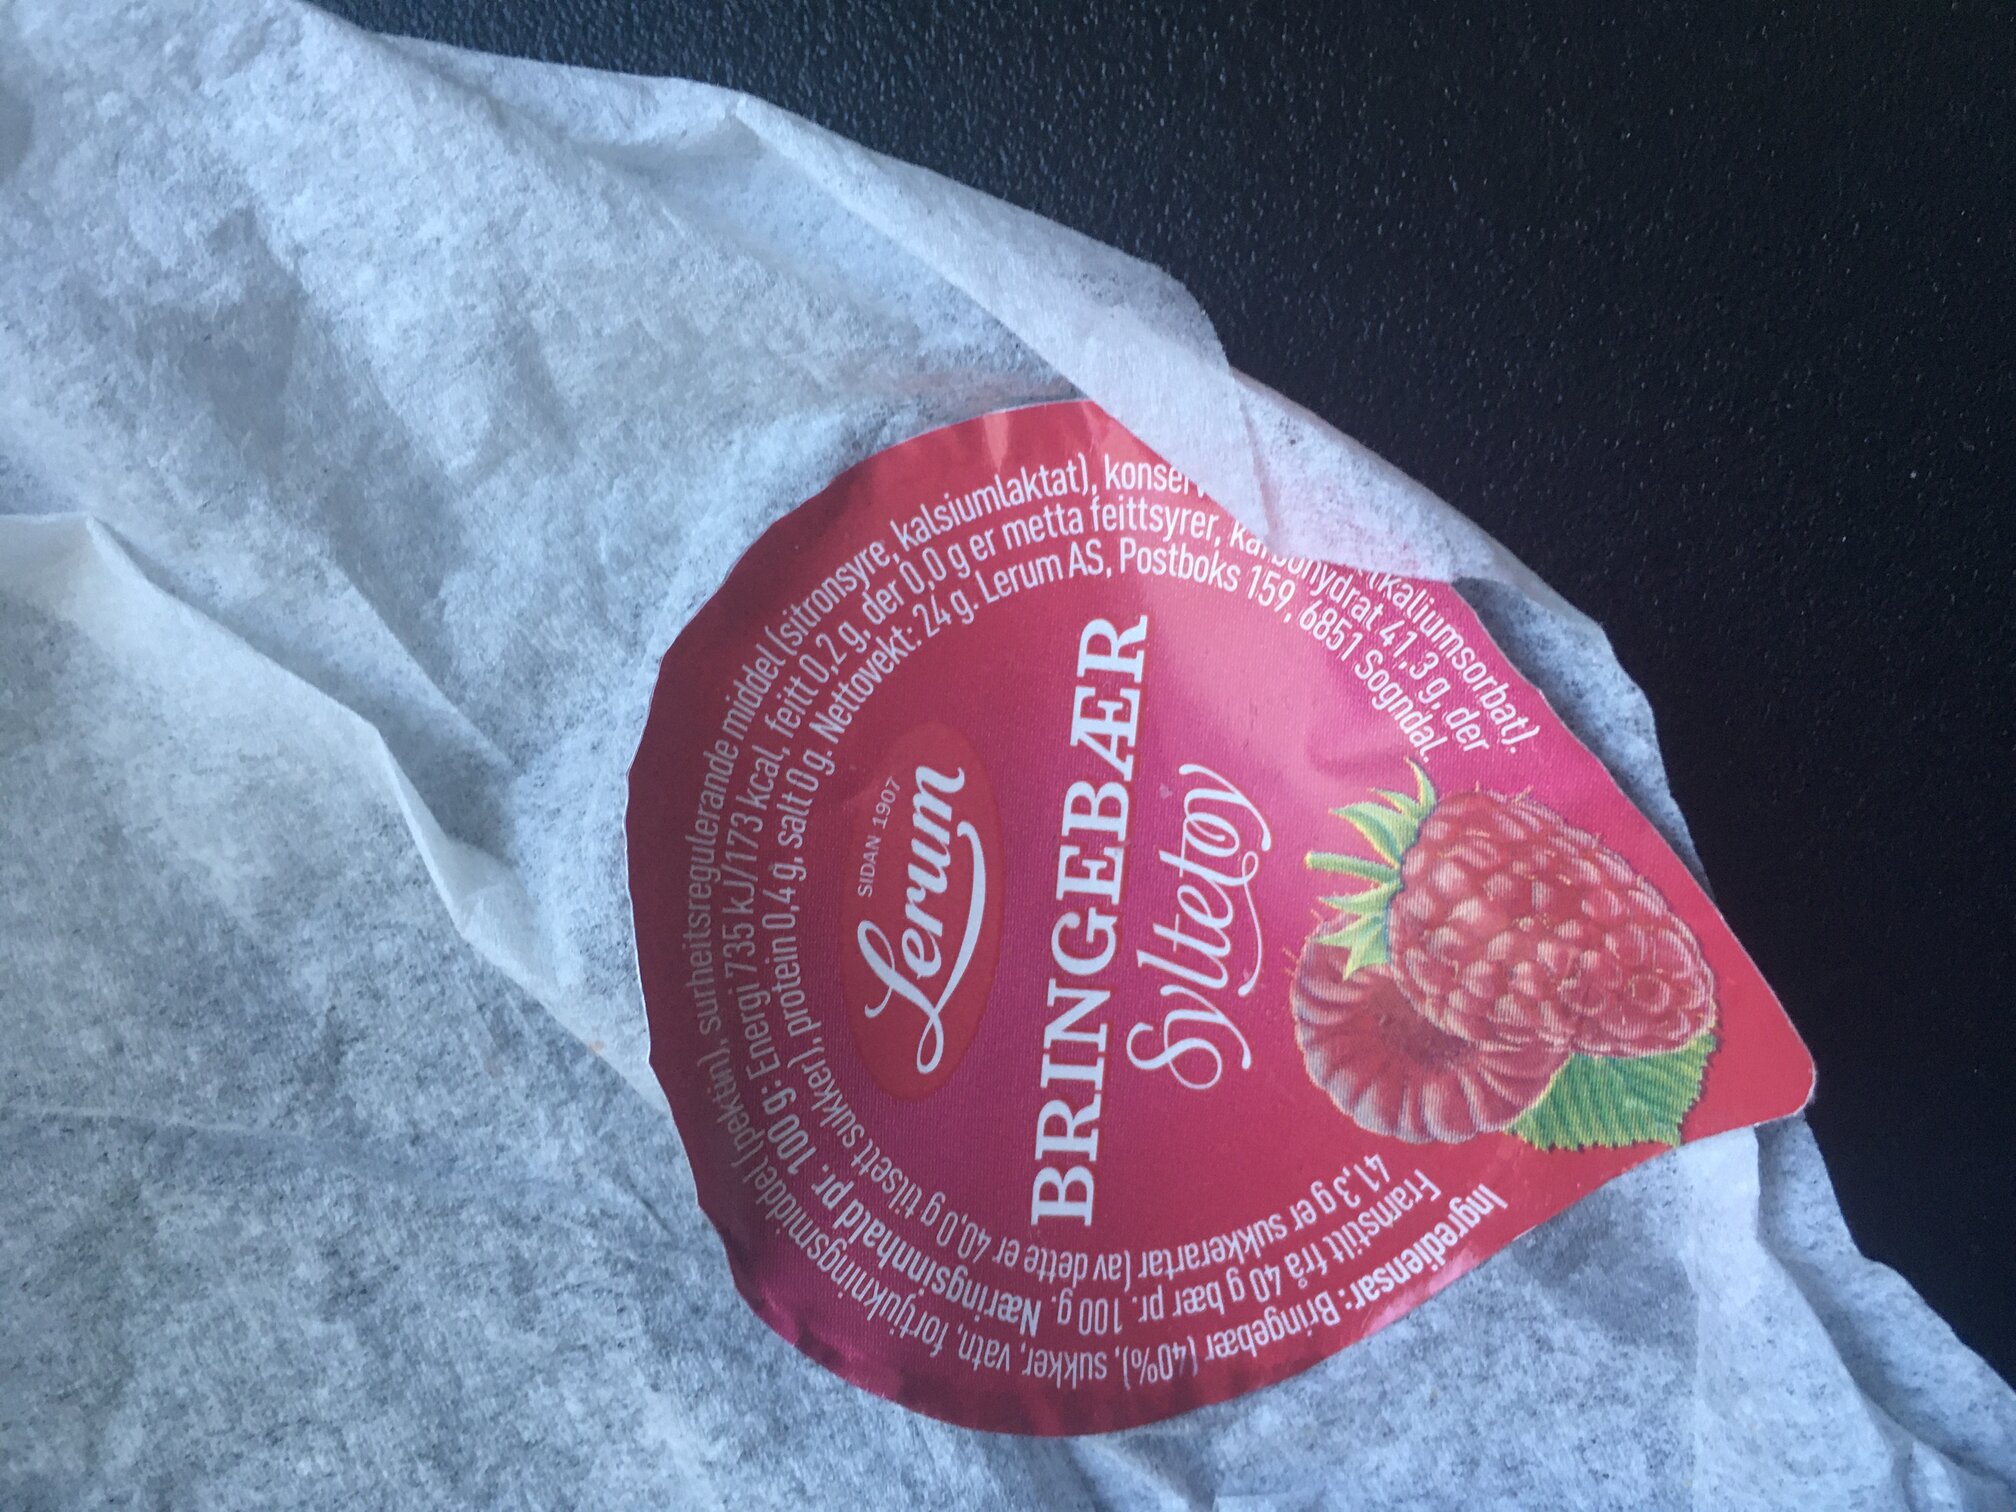 Ingrediensar: Bringebær (40%), sukker, vatn, fortjukningsmiddel (pektin), surheitsregulerande middel (sitronsyre, kalsiumlaktat), kaliumsorbat).
Framstilt frå 40 g bær pr. 100 g. Næringsinnhald pr. 100 g: Energi 735 kJ/173 kcal, feitt 0,2 g, der 0,0 g er metta feittsyrer, karbohydrat 41,3 g, der
41,3 g er sukkerartar (av dette er 40,0 g tilsett sukker), protein 0,4 g, salt 0 g. Nettovekt: 24 g. Lerum AS, Postboks 159, 6851 Sogndal.
SIDAN 1907
Lerum
BRINGEBÆR
Syltetøy